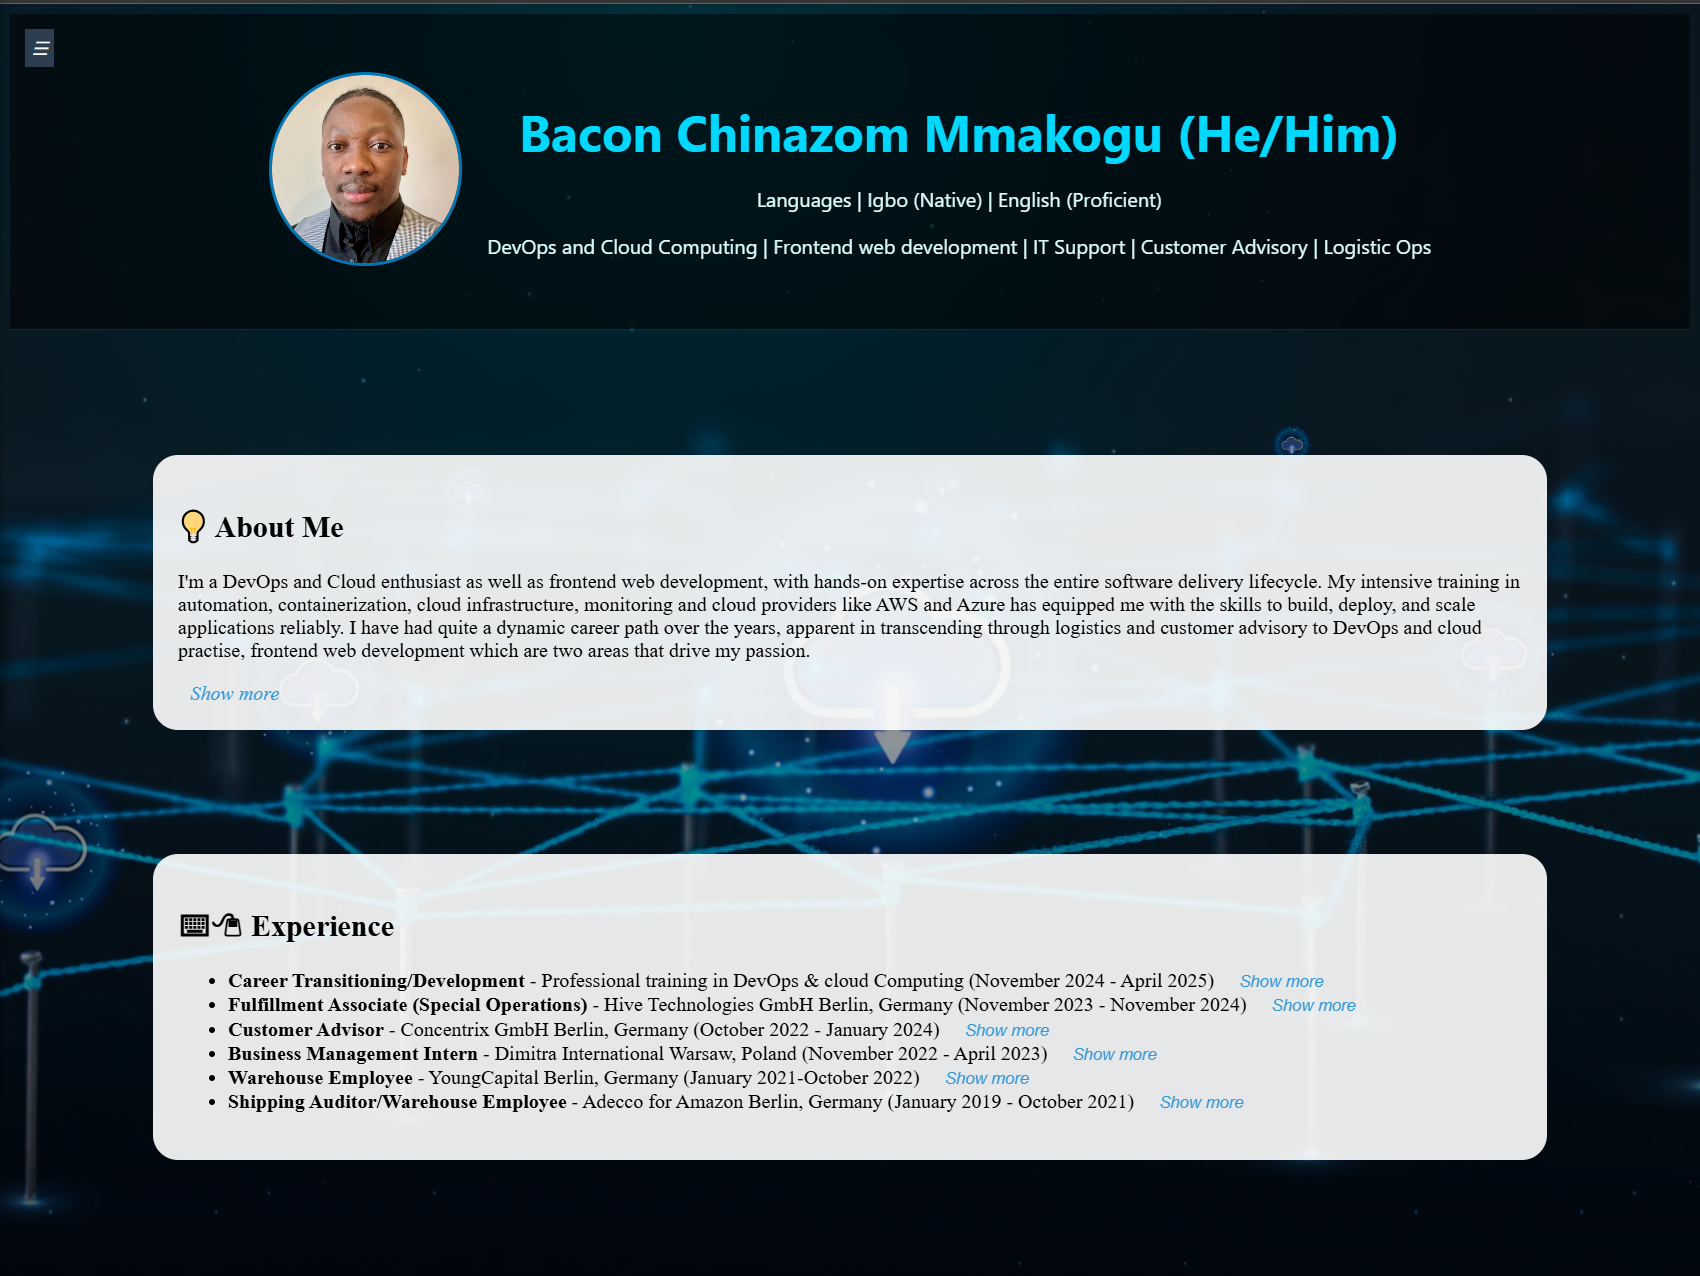 Bacon Chinazom Mmakogu (He/Him)
Languages | Igbo (Native) | English (Proficient)
DevOps and Cloud Computing | Frontend web development | IT Support | Customer Advisory | Logistic Ops
About Me
I'm a DevOps and Cloud enthusiast as well as frontend web development, with hands-on expertise across the entire software delivery lifecycle. My intensive training in
automation, containerization, cloud infrastructure, monitoring and cloud providers like AWS and Azure has equipped me with the skills to build, deploy, and scale
applications reliably. I have had quite a dynamic career path over the years, apparent in transcending through logistics and customer advisory to DevOps and cloud
practise, frontend web development which are two areas that drive my passion.
Show more
Experience
• Career Transitioning/Development - Professional training in DevOps & cloud Computing (November 2024 - April 2025) Show more
• Fulfillment Associate (Special Operations) - Hive Technologies GmbH Berlin, Germany (November 2023 - November 2024) Show more
• Customer Advisor - Concentrix GmbH Berlin, Germany (October 2022 - January 2024) Show more
• Business Management Intern - Dimitra International Warsaw, Poland (November 2022 - April 2023) Show more
• Warehouse Employee - YoungCapital Berlin, Germany (January 2021-October 2022) Show more
• Shipping Auditor/Warehouse Employee - Adecco for Amazon Berlin, Germany (January 2019 - October 2021) Show more